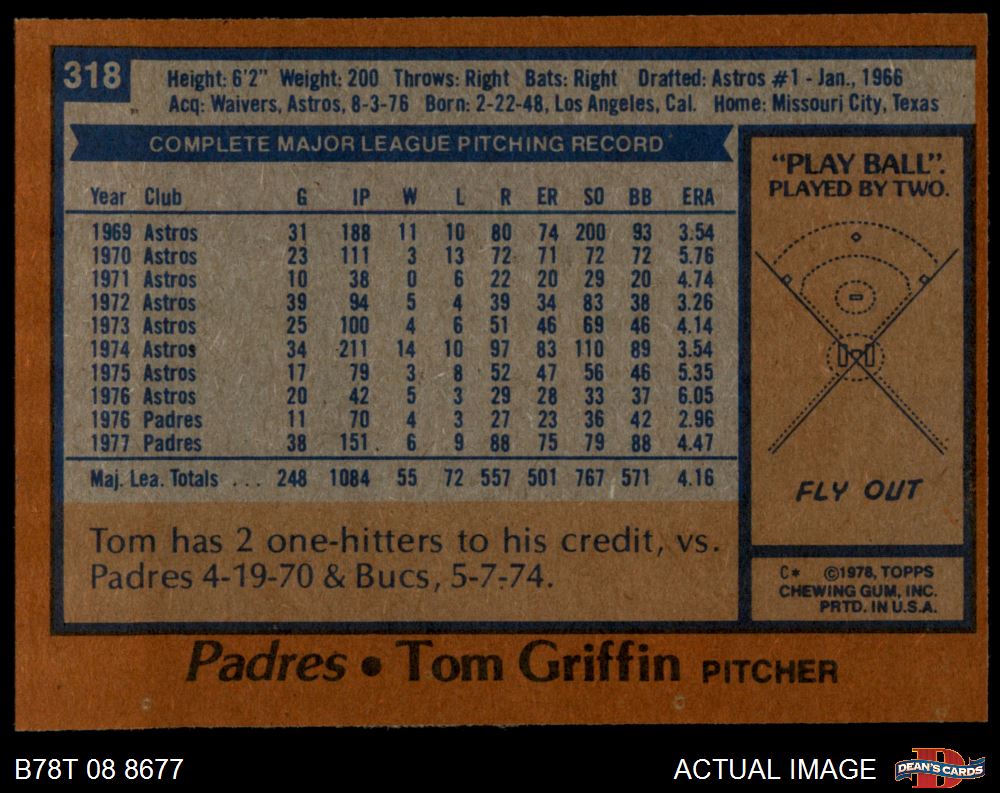 318
Height: 6'2" Weight: 200 Throws: Right Bats: Right Drafted: Astros #1 - Jan., 1966
Acq: Waivers, Astros, 8-3-76 Born: 2-22-48, Los Angeles, Cal. Home: Missouri City, Texas
COMPLETE MAJOR LEAGUE PITCHING RECORD
Year Club G IP W L R ER SO BB ERA
1969 Astros 31 188 11 10 80 74 200 93 3.54
1970 Astros 23 111 3 13 72 71 72 72 5.76
1971 Astros 10 38 0 6 22 20 29 20 4.74
1972 Astros 39 94 5 4 39 34 83 38 3.26
1973 Astros 25 100 4 6 51 46 69 46 4.14
1974 Astros 34 211 14 10 97 83 110 89 3.54
1975 Astros 17 79 3 8 52 47 56 46 5.35
1976 Astros 20 42 5 3 29 28 33 37 6.05
1976 Padres 11 70 4 3 27 23 36 42 2.96
1977 Padres 38 151 6 9 88 75 79 88 4.47
Maj. Lea. Totals ... 248 1084 55 72 557 501 767 571 4.16
Tom has 2 one-hitters to his credit, vs.
Padres 4-19-70 & Bucs, 5-7-74.
"PLAY BALL".
PLAYED BY TWO.
FLY OUT
C* ©1978, TOPPS
CHEWING GUM, INC.
PRTD. IN U.S.A.
Padres • Tom Griffin PITCHER
B78T 08 8677
ACTUAL IMAGE
DEAN'S CARDS